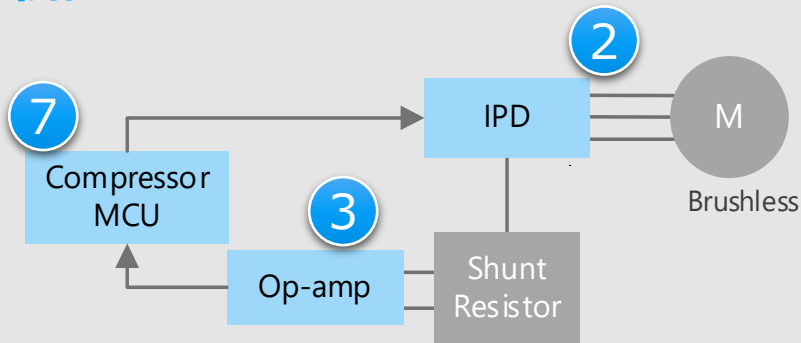 2
IPD
M
7
Compressor
MCU
Brushless
3
Op-amp
Shunt
Resistor